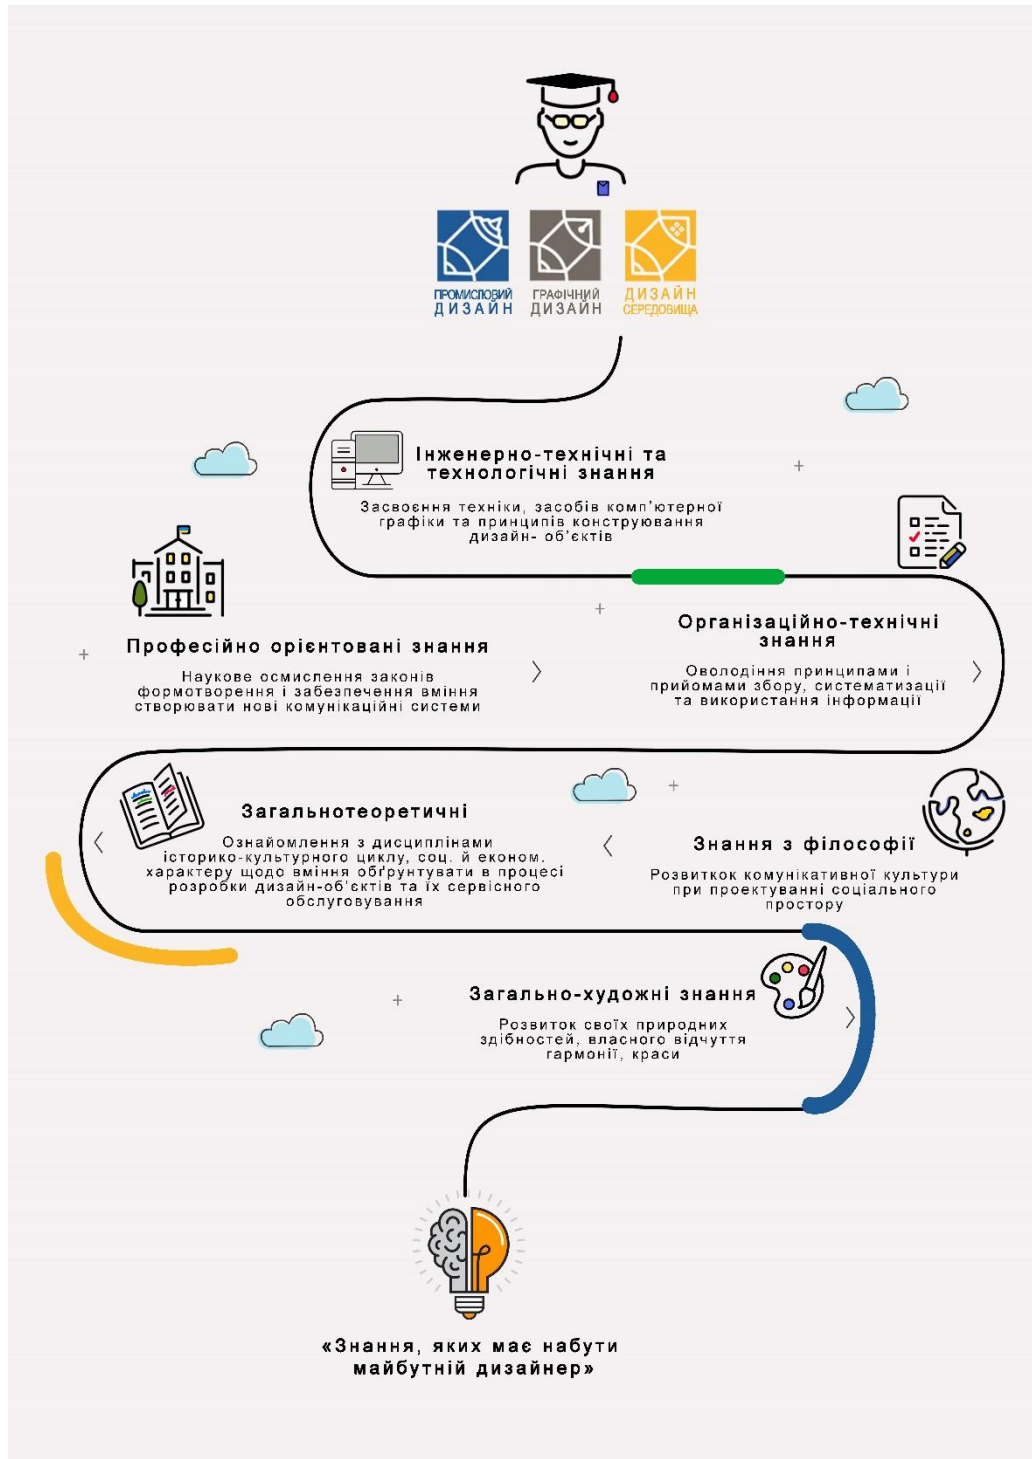 ПРОМИСЛОВИЙ
ДИЗАЙН
ГРАФІЧНИЙ
ДИЗАЙН
ДИЗАЙН
СЕРЕДОВИЩА
Інженерно-технічні та
технологічні знання
Засвоєння техніки, засобів комп'ютерної
графіки та принципів конструювання
дизайн- об'єктів
Професійно орієнтовані знання
Наукове осмислення законів
формотворення і забезпечення вміння
створювати нові комунікаційні системи
Організаційно-технічні
знання
Оволодіння принципами і
прийомами збору, систематизації
та використання інформації
Загальнотеоретичні
Ознайомлення з дисциплінами
історико-культурного циклу, соц. й економ.
характеру щодо вміння обґрунтувати в процесі
розробки дизайн-об'єктів та їх сервісного
обслуговування
Знання з філософії
Розвитктok комунікативної культури
при проектуванні соціального
простору
Загально-художні знання
Розвиток своїх природних
здібностей, власного відчуття
гармонії, краси
«Знання, яких має набути
майбутній дизайнер»